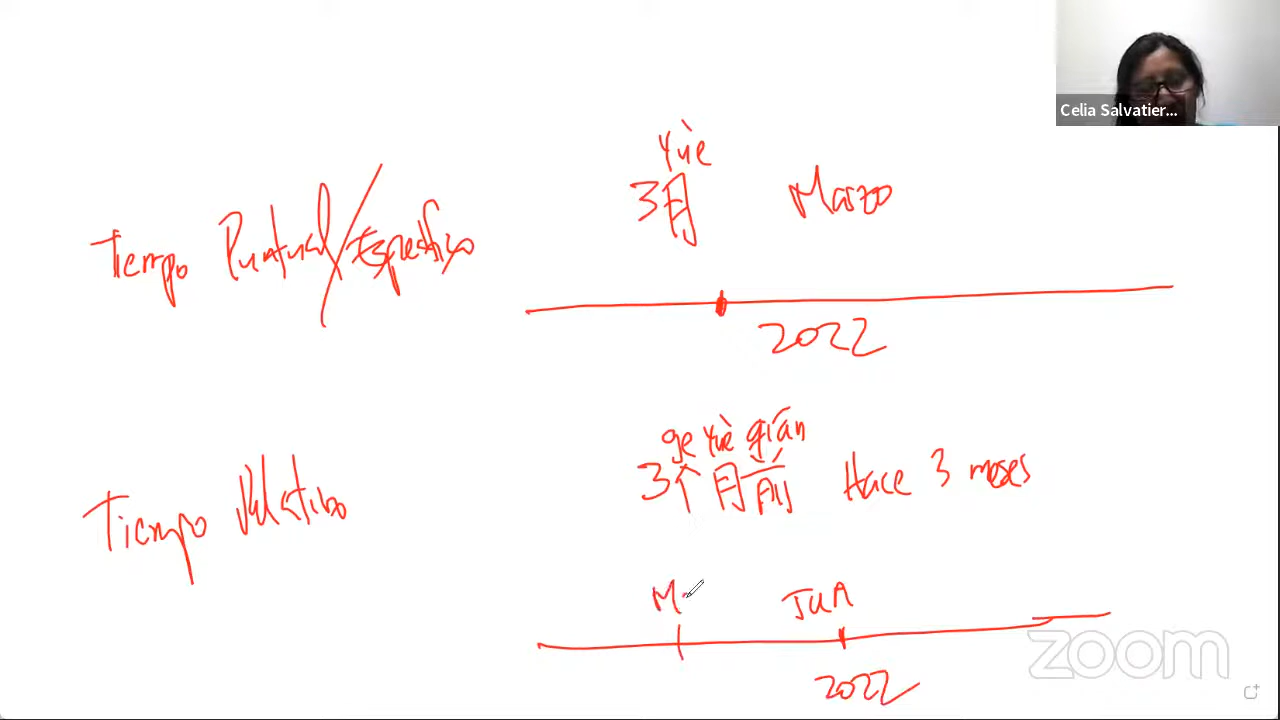 Celia Salvatier...
yuè
Tiempo Puntual/Específico 3月 Marzo
2022
ge yuè qián
Tiempo Relativo 3个月前 Hace 3 meses
M JUN
2022
zoom